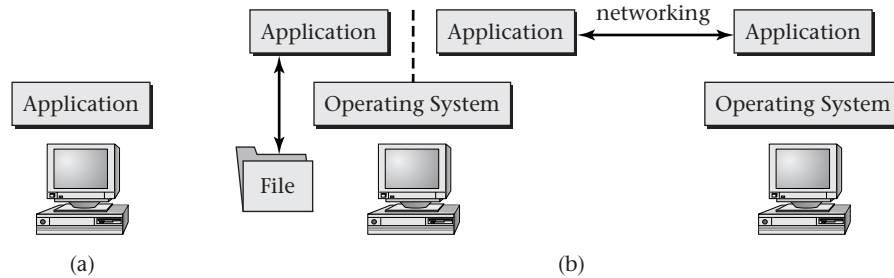 networking
Application
Application
Application
Application
Operating System
Operating System
File
(a)
(b)